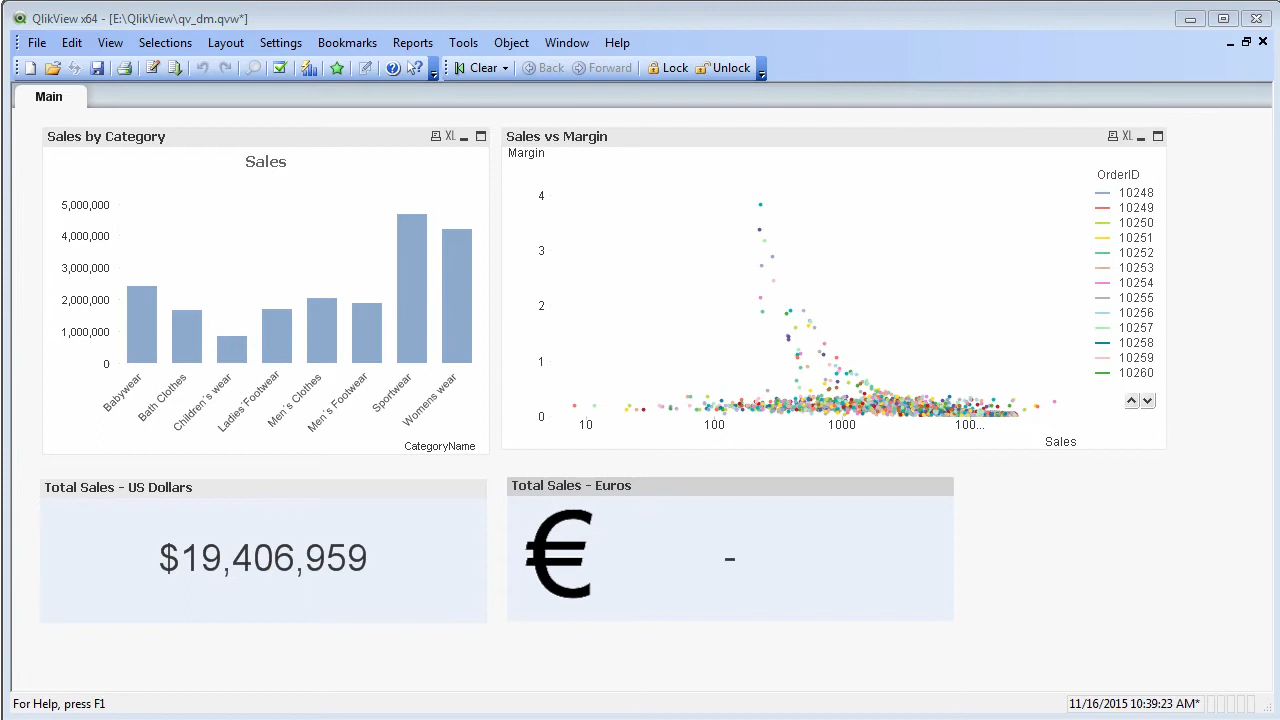 QlikView x64 - [E:\QlikView\qv_dm.qvw*]
File Edit View Selections Layout Settings Bookmarks Reports Tools Object Window Help
Clear Back Forward Lock Unlock
Main
Sales by Category XL
Sales
5,000,000
4,000,000
3,000,000
2,000,000
1,000,000
0
Babywear
Bath Clothes
Children´s wear
Ladies´Footwear
Men´s Clothes
Men´s Footwear
Sportwear
Womens wear
CategoryName
Sales vs Margin XL
Margin
4
3
2
1
0
10 100 1000 100...
Sales
OrderID
10248
10249
10250
10251
10252
10253
10254
10255
10256
10257
10258
10259
10260
Total Sales - US Dollars
$19,406,959
Total Sales - Euros
€ -
For Help, press F1
11/16/2015 10:39:23 AM*